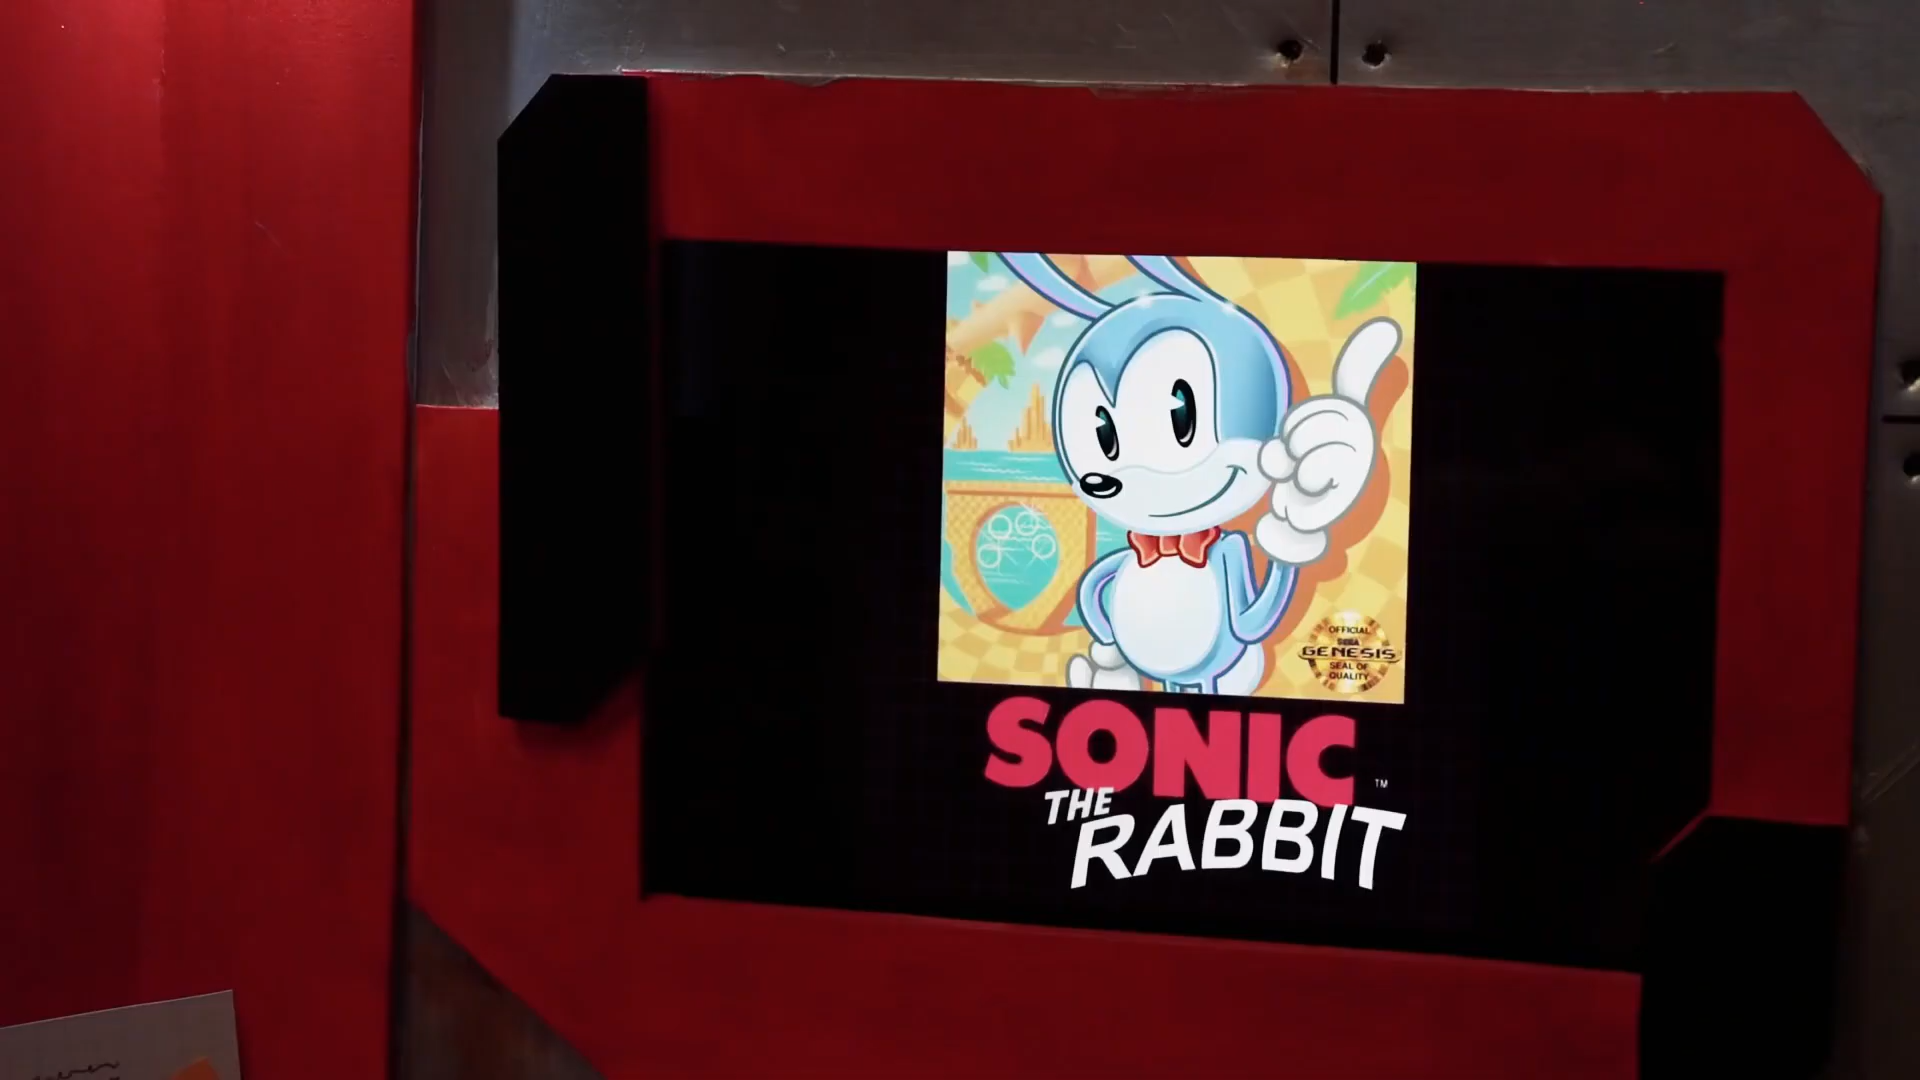 OFFICIAL
SEGA
GENESIS
SEAL OF
QUALITY
SONIC ™
THE
RABBIT